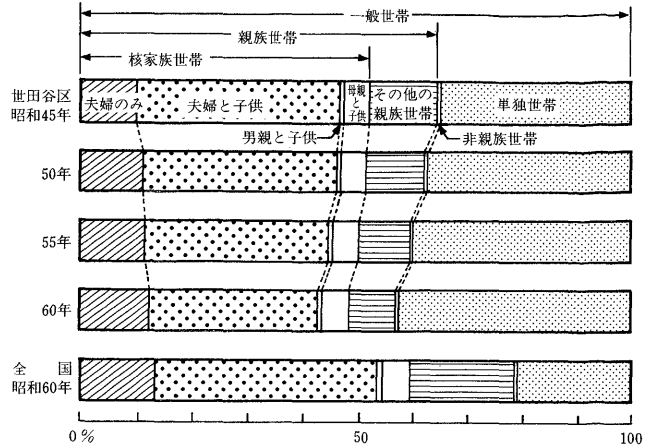 一般世帯
親族世帯
核家族世帯
世田谷区
昭和45年
夫婦のみ
夫婦と子供
母親と子供
その他の
親族世帯
単独世帯
男親と子供
非親族世帯
50年
55年
60年
全国
昭和60年
0% 50 100